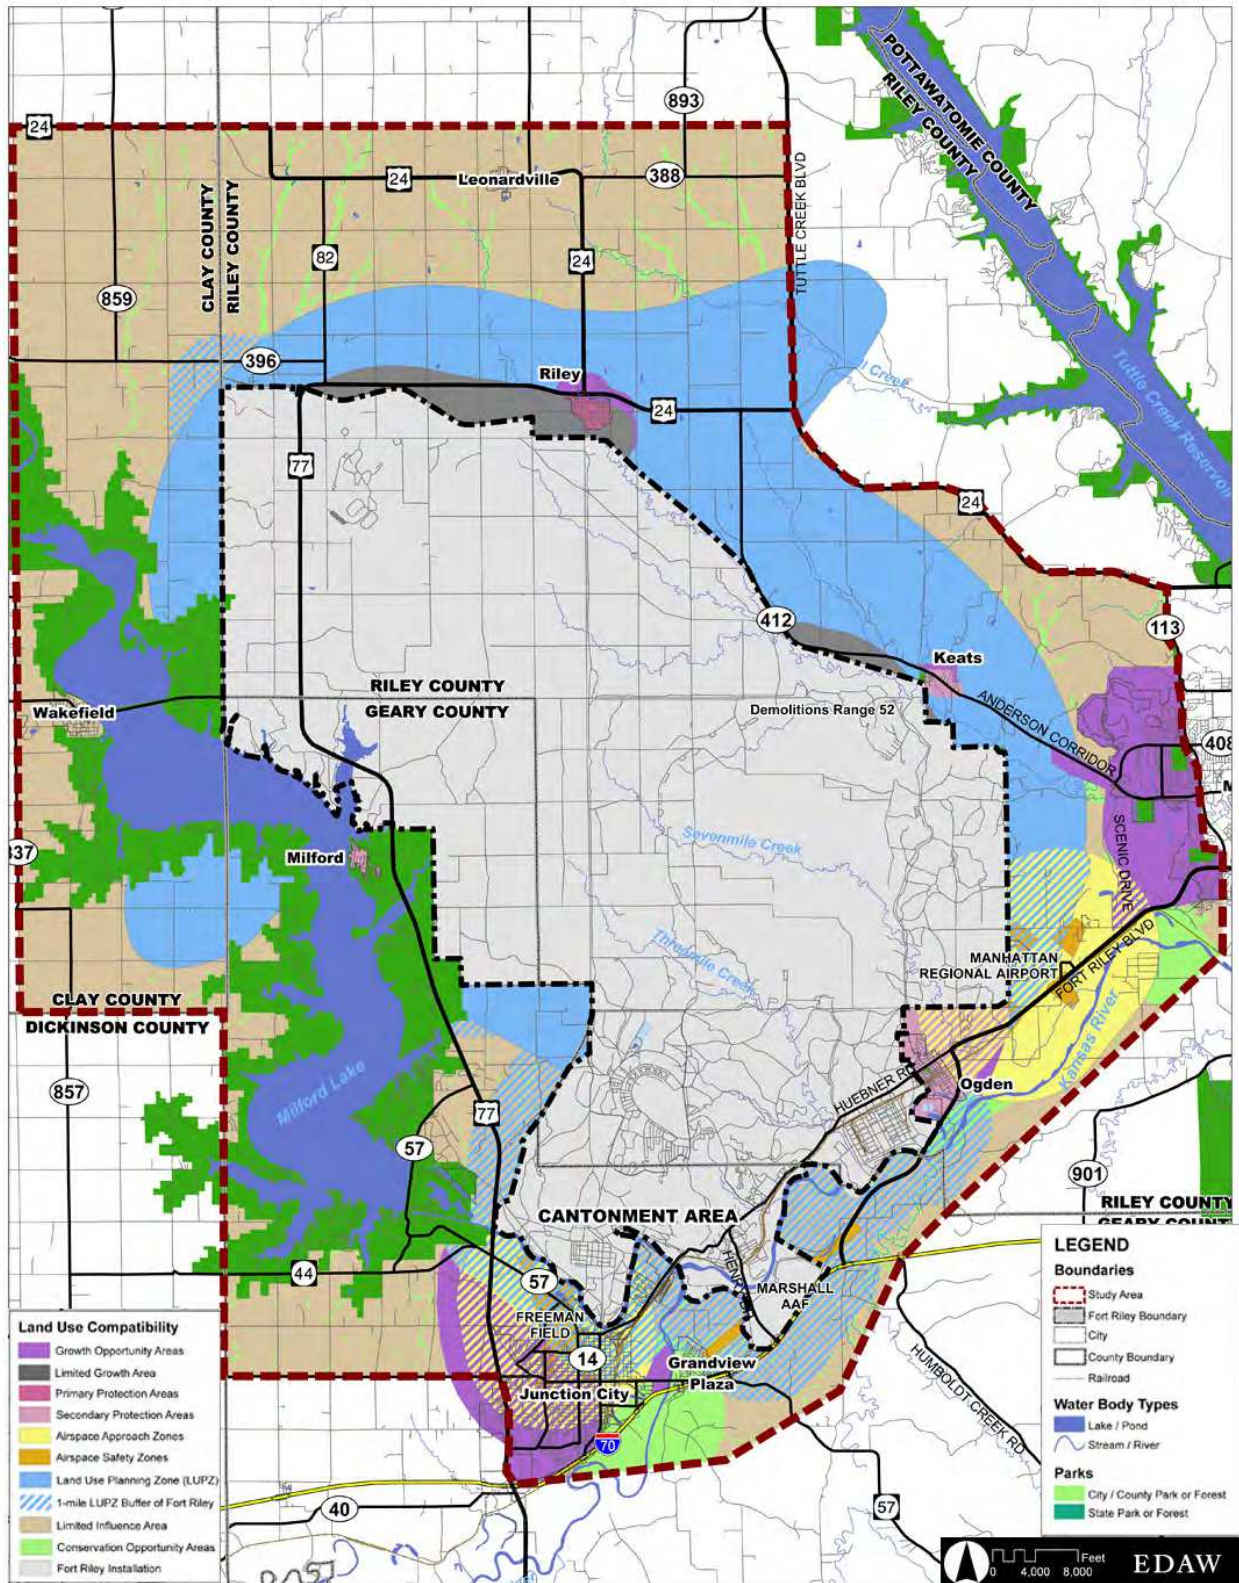 POTTAWATOMIE COUNTY
RILEY COUNTY
893
24
TUTTLE CREEK BLVD
24
Leonardville
388
CLAY COUNTY
RILEY COUNTY
82
24
859
396
Riley
24
Creek
Tuttle Creek Reservoir
77
24
412
113
Keats
RILEY COUNTY
GEARY COUNTY
Wakefield
Demolitions Range 52
ANDERSON CORRIDOR
408
Sevenmile Creek
SCENIC DRIVE
837
Milford
Threemile Creek
MANHATTAN
REGIONAL AIRPORT
FORT RILEY BLVD
CLAY COUNTY
DICKINSON COUNTY
Kansas River
HUEBNER RD
Ogden
857
Milford Lake
77
57
901
RILEY COUNTY
GEARY COUNTY
CANTONMENT AREA
44
57
HENRY DR
MARSHALL
AAF
FREEMAN
FIELD
14
Grandview
Plaza
Junction City
HUMBOLDT CREEK RD
70
40
57
Land Use Compatibility
Growth Opportunity Areas
Limited Growth Area
Primary Protection Areas
Secondary Protection Areas
Airspace Approach Zones
Airspace Safety Zones
Land Use Planning Zone (LUPZ)
1-mile LUPZ Buffer of Fort Riley
Limited Influence Area
Conservation Opportunity Areas
Fort Riley Installation
LEGEND
Boundaries
Study Area
Fort Riley Boundary
City
County Boundary
Railroad
Water Body Types
Lake / Pond
Stream / River
Parks
City / County Park or Forest
State Park or Forest
Feet
0 4,000 8,000
EDAW